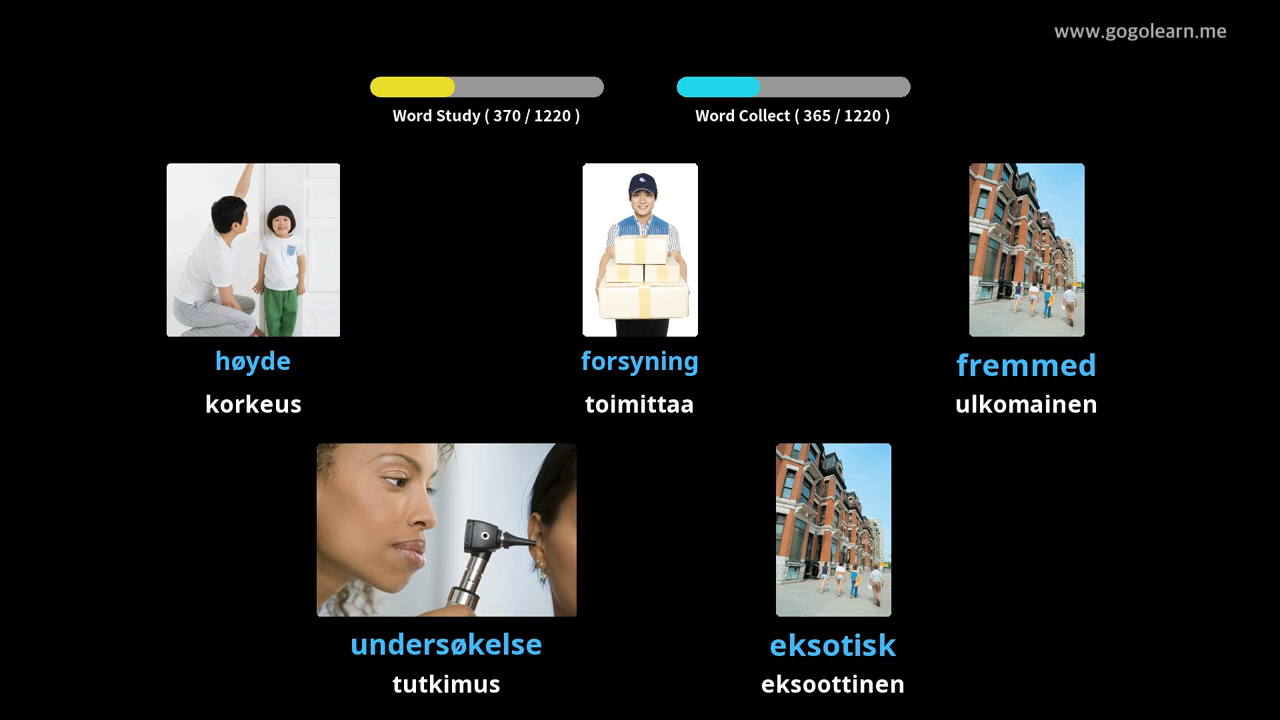 www.gogolearn.me
Word Study ( 370 / 1220 )
Word Collect ( 365 / 1220 )
høyde
forsyning
fremmed
korkeus
toimittaa
ulkomainen
undersøkelse
eksotisk
tutkimus
eksoottinen